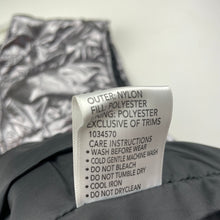 OUTER: NYLON
FILL: POLYESTER
LINING: POLYESTER
EXCLUSIVE OF TRIMS
1034570
CARE INSTRUCTIONS
• WASH BEFORE WEAR
• COLD GENTLE MACHINE WASH
• DO NOT BLEACH
• DO NOT TUMBLE DRY
• COOL IRON
• DO NOT DRYCLEAN